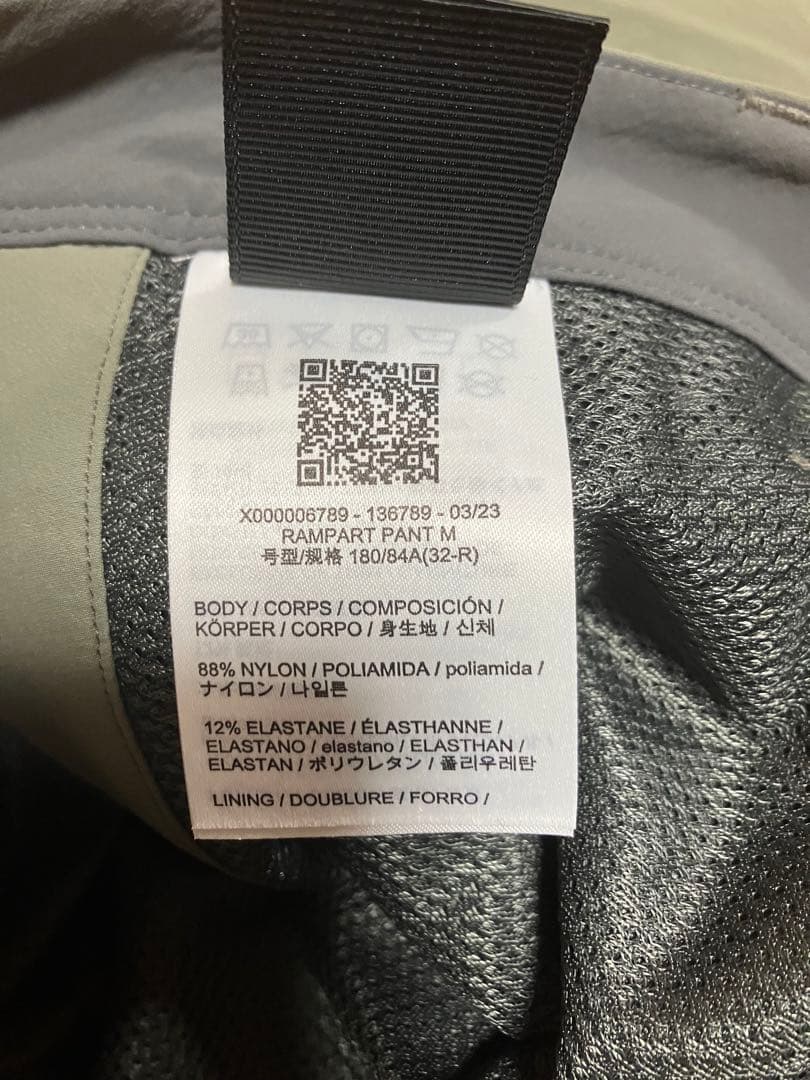 X000006789 - 136789 - 03/23
RAMPART PANT M
号型/规格 180/84A(32-R)
BODY / CORPS / COMPOSICIÓN /
KÖRPER / CORPO / 身生地 / 신체
88% NYLON / POLIAMIDA / poliamida /
ナイロン / 나일론
12% ELASTANE / ÉLASTHANNE /
ELASTANO / elastano / ELASTHAN /
ELASTAN / ポリウレタン / 폴리우레탄
LINING / DOUBLURE / FORRO /